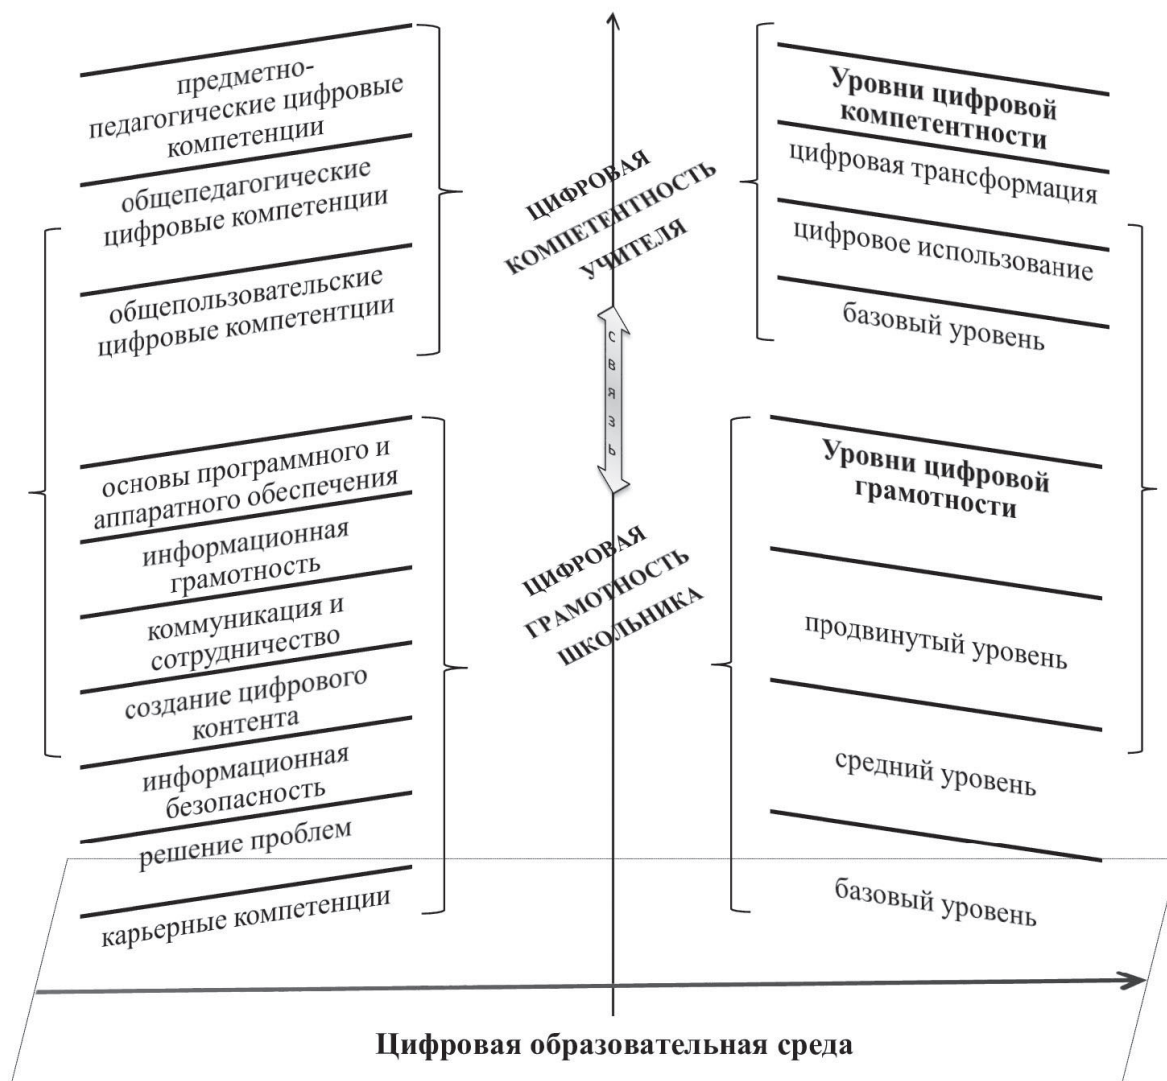 предметно-
педагогические цифровые
компетенции
общепедагогические
цифровые компетенции
общепользовательские
цифровые компетентции
основы программного и
аппаратного обеспечения
информационная
грамотность
коммуникация и
сотрудничество
создание цифрового
контента
информационная
безопасность
решение проблем
карьерные компетенции
ЦИФРОВАЯ
КОМПЕТЕНТНОСТЬ
УЧИТЕЛЯ
СВЯЗЬ
ЦИФРОВАЯ
ГРАМОТНОСТЬ
ШКОЛЬНИКА
Уровни цифровой
компетентности
цифровая трансформация
цифровое использование
базовый уровень
Уровни цифровой
грамотности
продвинутый уровень
средний уровень
базовый уровень
Цифровая образовательная среда